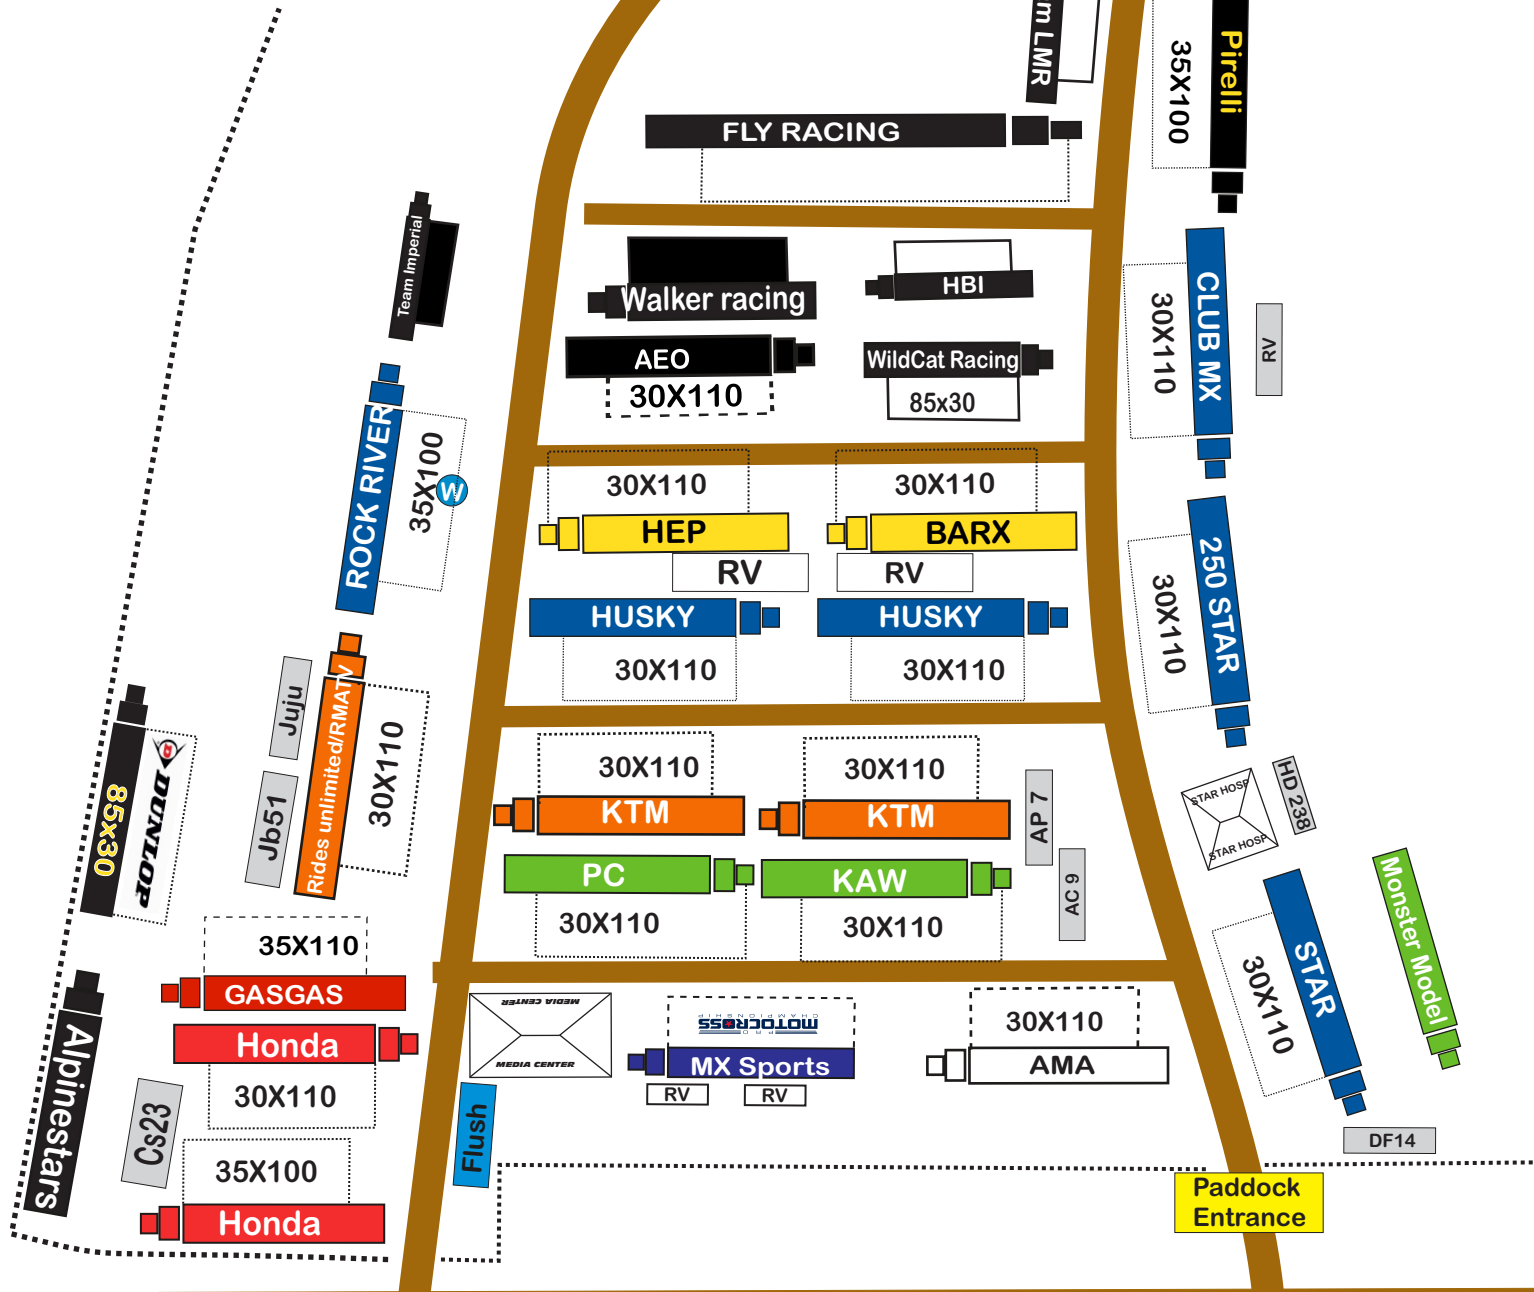 m LMR
Pirelli
35X100
FLY RACING
Team Imperial
Walker racing
HBI
AEO
30X110
WildCat Racing
85x30
CLUB MX
30X110
RV
ROCK RIVER
35X100
W
30X110
30X110
HEP
BARX
RV
RV
HUSKY
HUSKY
30X110
30X110
250 STAR
30X110
Juju
Jb51
Rides unlimited/RMATV
30X110
DUNLOP
D
85x30
30X110
30X110
KTM
KTM
AP 7
PC
KAW
AC 9
30X110
30X110
STAR HOSP
STAR HOSP
HD 238
STAR
30X110
Monster Model
DF14
35X110
GASGAS
Honda
30X110
Alpinestars
Cs23
35X100
Honda
MEDIA CENTER
MEDIA CENTER
Flush
PRO
MOTOCROSS
CHAMPIONSHIP
MX Sports
RV
RV
30X110
AMA
Paddock
Entrance